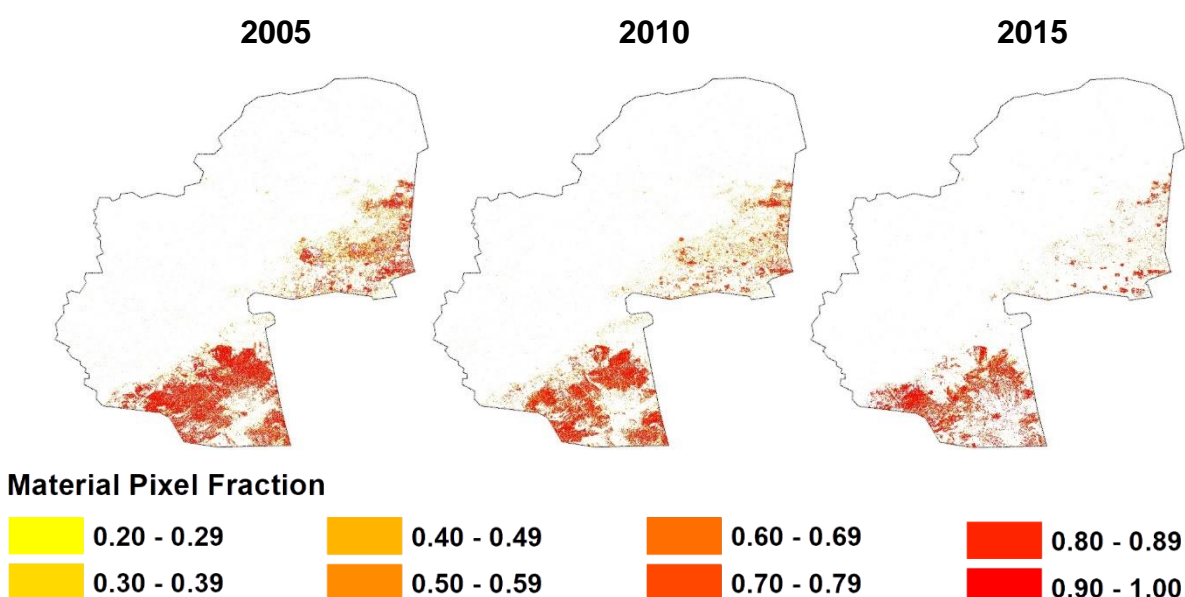 2005 2010 2015
Material Pixel Fraction
0.20 - 0.29 0.40 - 0.49 0.60 - 0.69 0.80 - 0.89
0.30 - 0.39 0.50 - 0.59 0.70 - 0.79 0.90 - 1.00